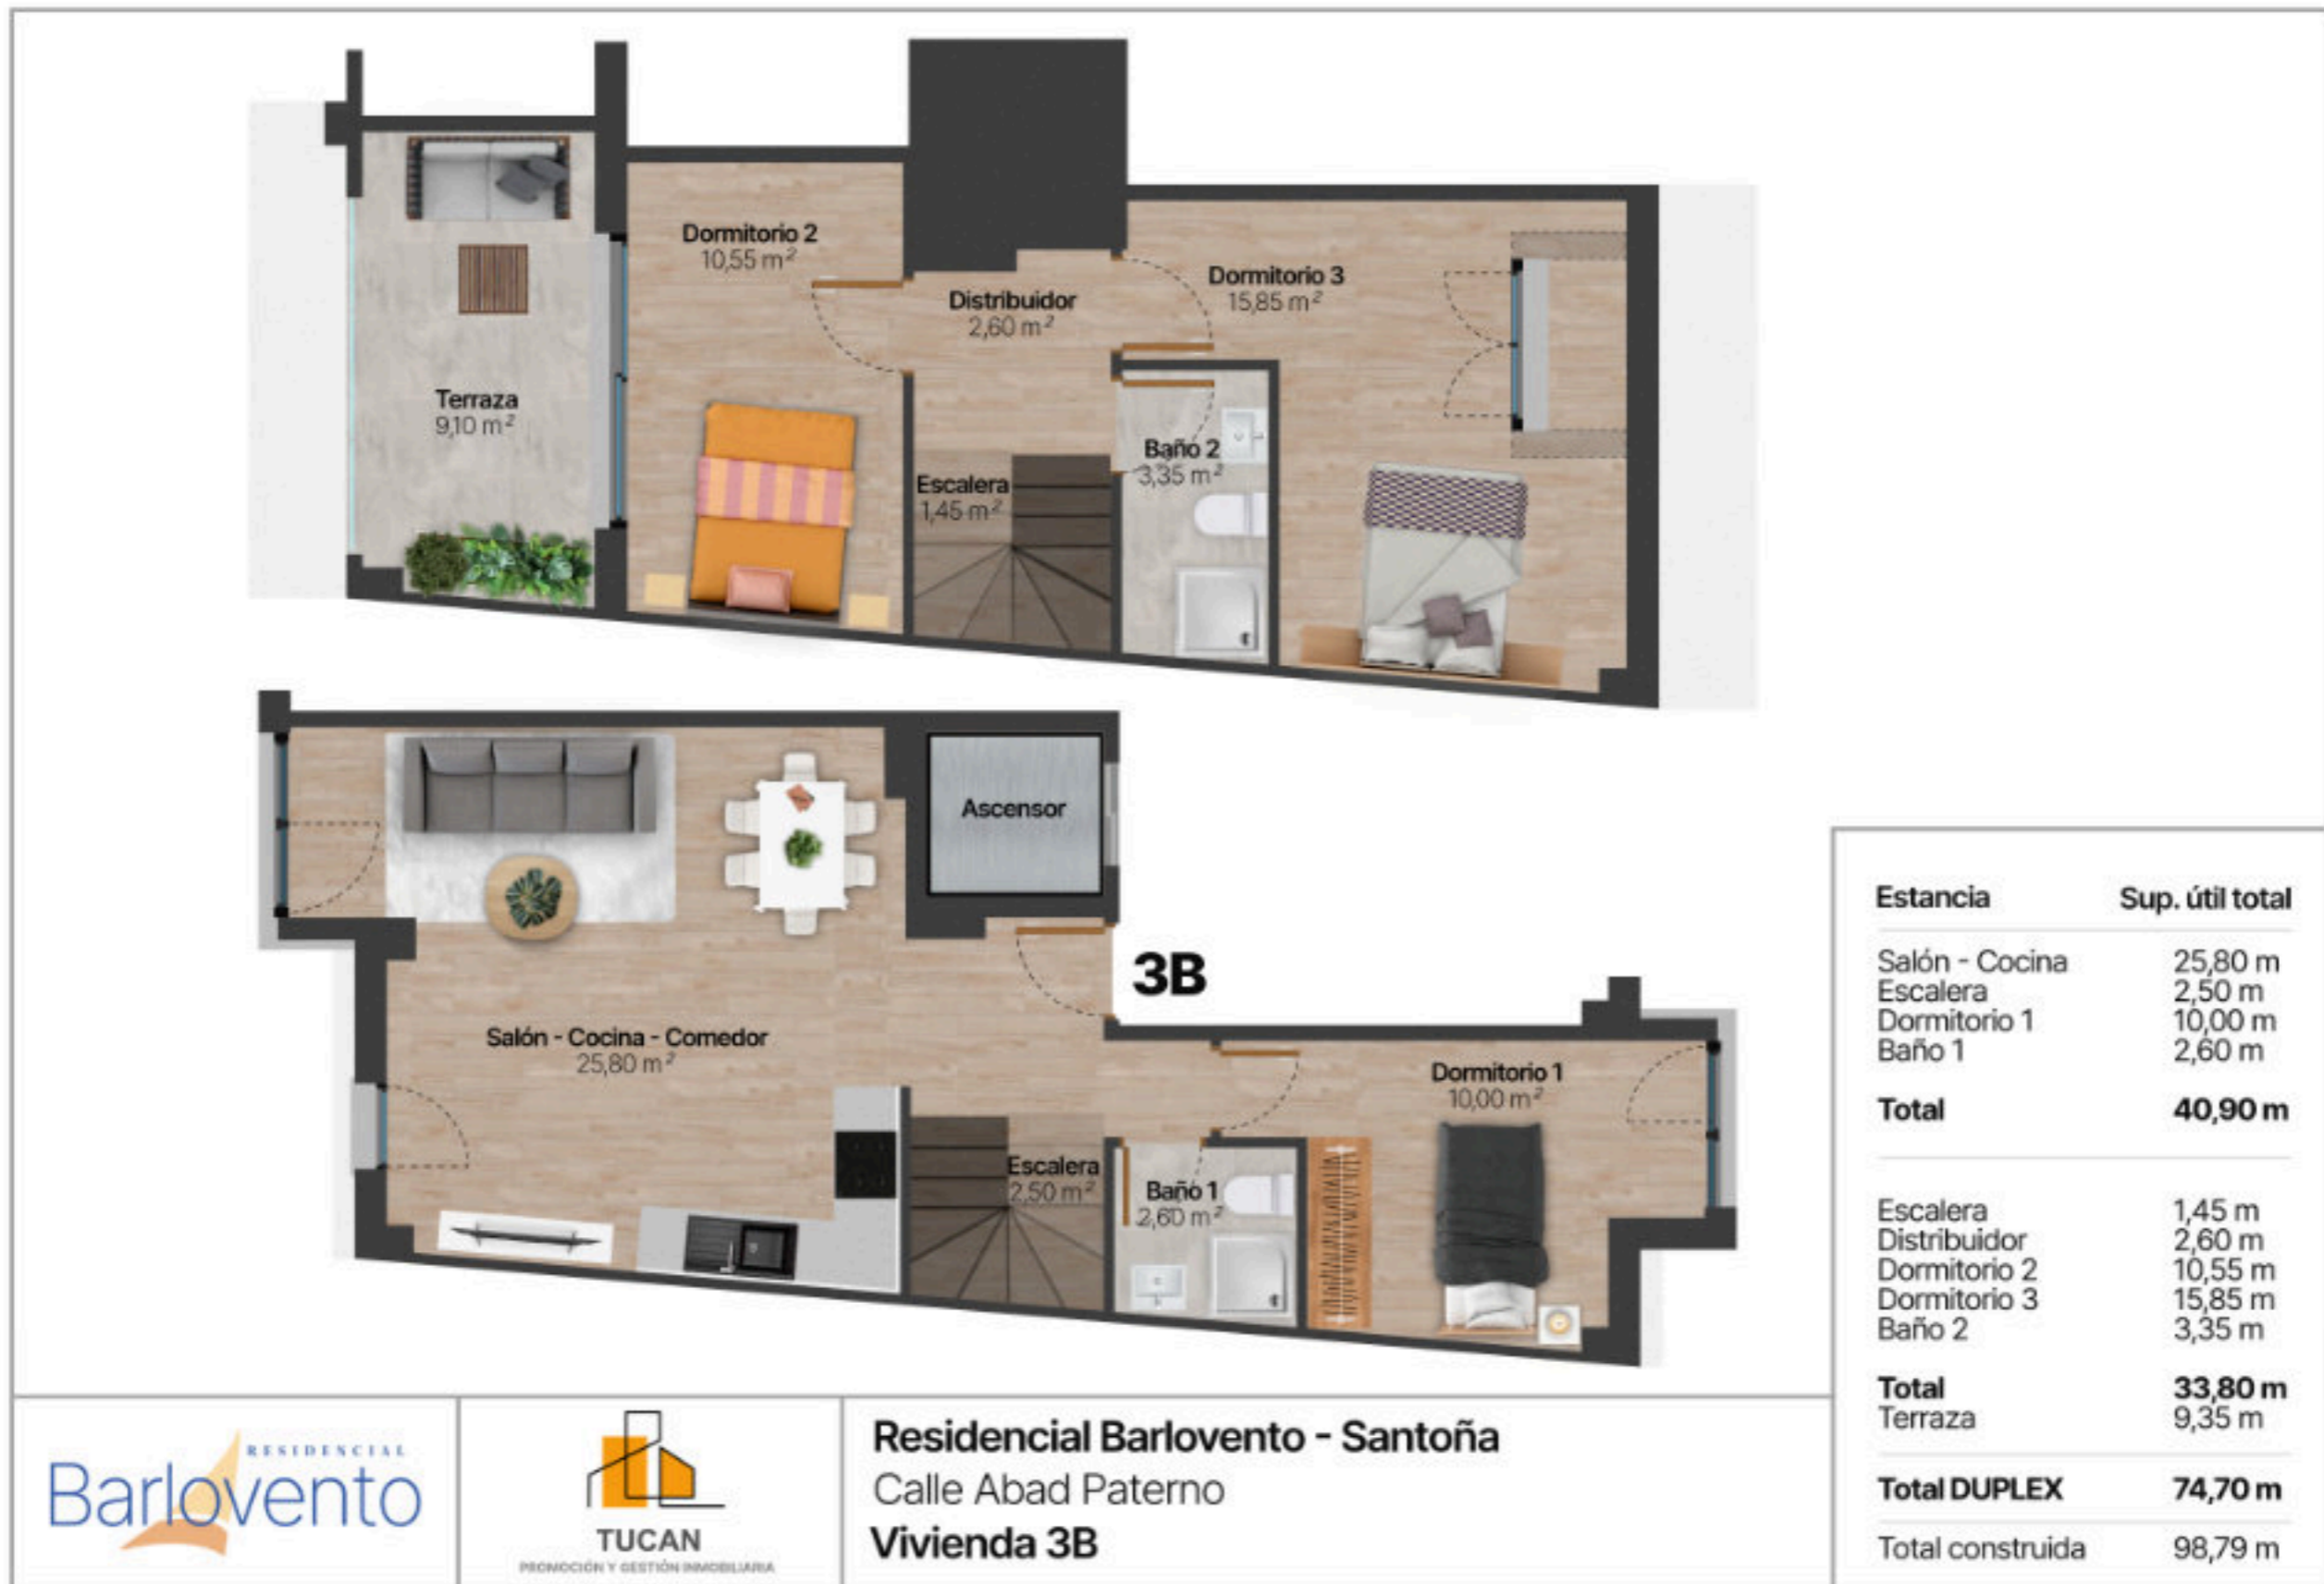 Dormitorio 2
10,55 m²
Dormitorio 3
15,85 m²
Distribuidor
2,60 m²
Terraza
9,10 m²
Baño 2
3,35 m²
Escalera
1,45 m²
Ascensor
3B
Salón - Cocina - Comedor
25,80 m²
Dormitorio 1
10,00 m²
Escalera
2,50 m²
Baño 1
2,60 m²
Estancia Sup. útil total
Salón - Cocina 25,80 m
Escalera 2,50 m
Dormitorio 1 10,00 m
Baño 1 2,60 m
Total 40,90 m
Escalera 1,45 m
Distribuidor 2,60 m
Dormitorio 2 10,55 m
Dormitorio 3 15,85 m
Baño 2 3,35 m
Total 33,80 m
Terraza 9,35 m
Total DUPLEX 74,70 m
Total construida 98,79 m
RESIDENCIAL
Barlovento
TUCAN
PROMOCIÓN Y GESTIÓN INMOBILIARIA
Residencial Barlovento - Santoña
Calle Abad Paterno
Vivienda 3B